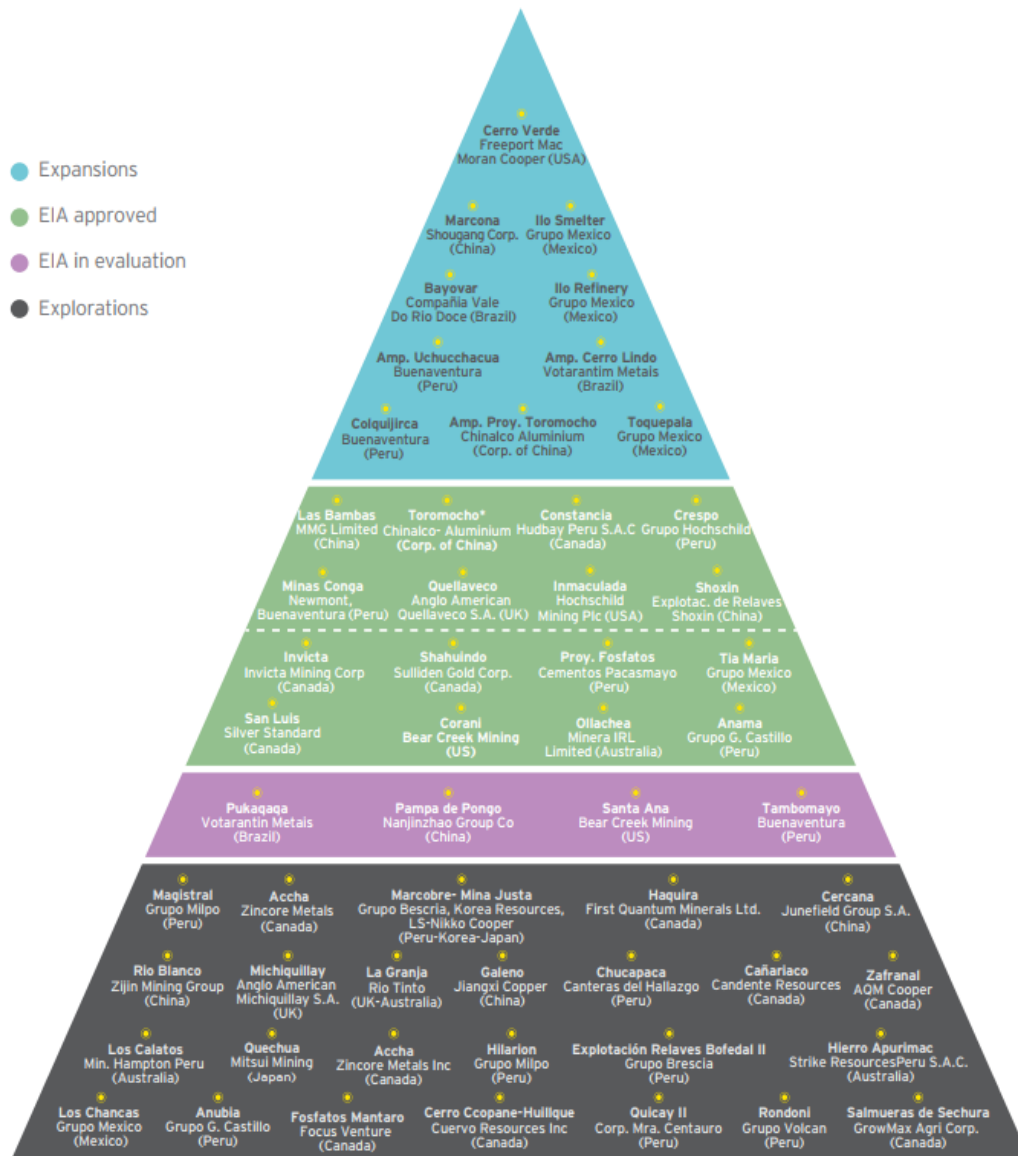 Expansions
EIA approved
EIA in evaluation
Explorations
Cerro Verde
Freeport Mac
Moran Cooper (USA)
Marcona
Shougang Corp.
(China)
Ilo Smelter
Grupo Mexico
(Mexico)
Bayovar
Compañia Vale
Do Rio Doce (Brazil)
Ilo Refinery
Grupo Mexico
(Mexico)
Amp. Uchucchacua
Buenaventura
(Peru)
Amp. Cerro Lindo
Votarantim Metais
(Brazil)
Colquijirca
Buenaventura
(Peru)
Amp. Proy. Toromocho
Chinalco Aluminium
(Corp. of China)
Toquepala
Grupo Mexico
(Mexico)
Las Bambas
MMG Limited
(China)
Toromocho*
Chinalco- Aluminium
(Corp. of China)
Constancia
Hudbay Peru S.A.C
(Canada)
Crespo
Grupo Hochschild
(Peru)
Minas Conga
Newmont,
Buenaventura (Peru)
Quellaveco
Anglo American
Quellaveco S.A. (UK)
Inmaculada
Hochschild
Mining Plc (USA)
Shoxin
Explotac. de Relaves
Shoxin (China)
Invicta
Invicta Mining Corp
(Canada)
Shahuindo
Sulliden Gold Corp.
(Canada)
Proy. Fosfatos
Cementos Pacasmayo
(Peru)
Tia Maria
Grupo Mexico
(Mexico)
San Luis
Silver Standard
(Canada)
Corani
Bear Creek Mining
(US)
Ollachea
Minera IRL
Limited (Australia)
Anama
Grupo G. Castillo
(Peru)
Pukaqaqa
Votarantin Metais
(Brazil)
Pampa de Pongo
Nanjinzhao Group Co
(China)
Santa Ana
Bear Creek Mining
(US)
Tambomayo
Buenaventura
(Peru)
Magistral
Grupo Milpo
(Peru)
Accha
Zincore Metals
(Canada)
Marcobre- Mina Justa
Grupo Bescria, Korea Resources,
LS-Nikko Cooper
(Peru-Korea-Japan)
Haquira
First Quantum Minerals Ltd.
(Canada)
Cercana
Junefield Group S.A.
(China)
Rio Blanco
Zijin Mining Group
(China)
Michiquillay
Anglo American
Michiquillay S.A.
(UK)
La Granja
Rio Tinto
(UK-Australia)
Galeno
Jiangxi Copper
(China)
Chucapaca
Canteras del Hallazgo
(Peru)
Cañariaco
Candente Resources
(Canada)
Zafranal
AQM Cooper
(Canada)
Los Calatos
Min. Hampton Peru
(Australia)
Quechua
Mitsui Mining
(Japan)
Accha
Zincore Metals Inc
(Canada)
Hilarion
Grupo Milpo
(Peru)
Explotación Relaves Bofedal II
Grupo Brescia
(Peru)
Hierro Apurimac
Strike ResourcesPeru S.A.C.
(Australia)
Los Chancas
Grupo Mexico
(Mexico)
Anubia
Grupo G. Castillo
(Peru)
Fosfatos Mantaro
Focus Venture
(Canada)
Cerro Ccopane-Huillque
Cuervo Resources Inc
(Canada)
Quicay II
Corp. Mra. Centauro
(Peru)
Rondoni
Grupo Volcan
(Peru)
Salmueras de Sechura
GrowMax Agri Corp.
(Canada)